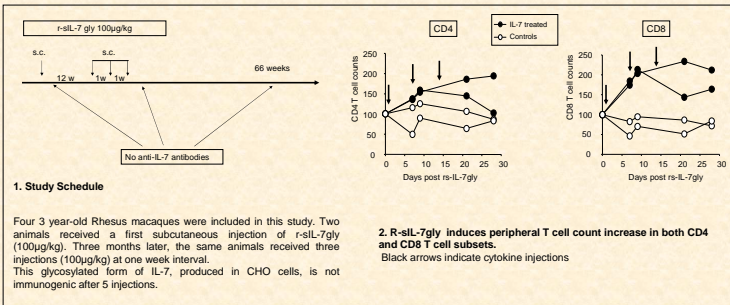 r-sIL-7 gly 100µg/kg
s.c.
s.c.
12 w
1w
1w
66 weeks
No anti-IL-7 antibodies
1. Study Schedule
Four 3 year-old Rhesus macaques were included in this study. Two
animals received a first subcutaneous injection of r-sIL-7gly
(100µg/kg). Three months later, the same animals received three
injections (100µg/kg) at one week interval.
This glycosylated form of IL-7, produced in CHO cells, is not
immunogenic after 5 injections.
CD4
IL-7 treated
Controls
CD8
CD4 T cell counts
250
200
150
100
50
0
0
10
20
30
Days post rs-IL-7gly
CD8 T cell counts
250
200
150
100
50
0
0
5
10
15
20
25
30
Days post rs-IL-7gly
2. R-sIL-7gly induces peripheral T cell count increase in both CD4
and CD8 T cell subsets.
Black arrows indicate cytokine injections